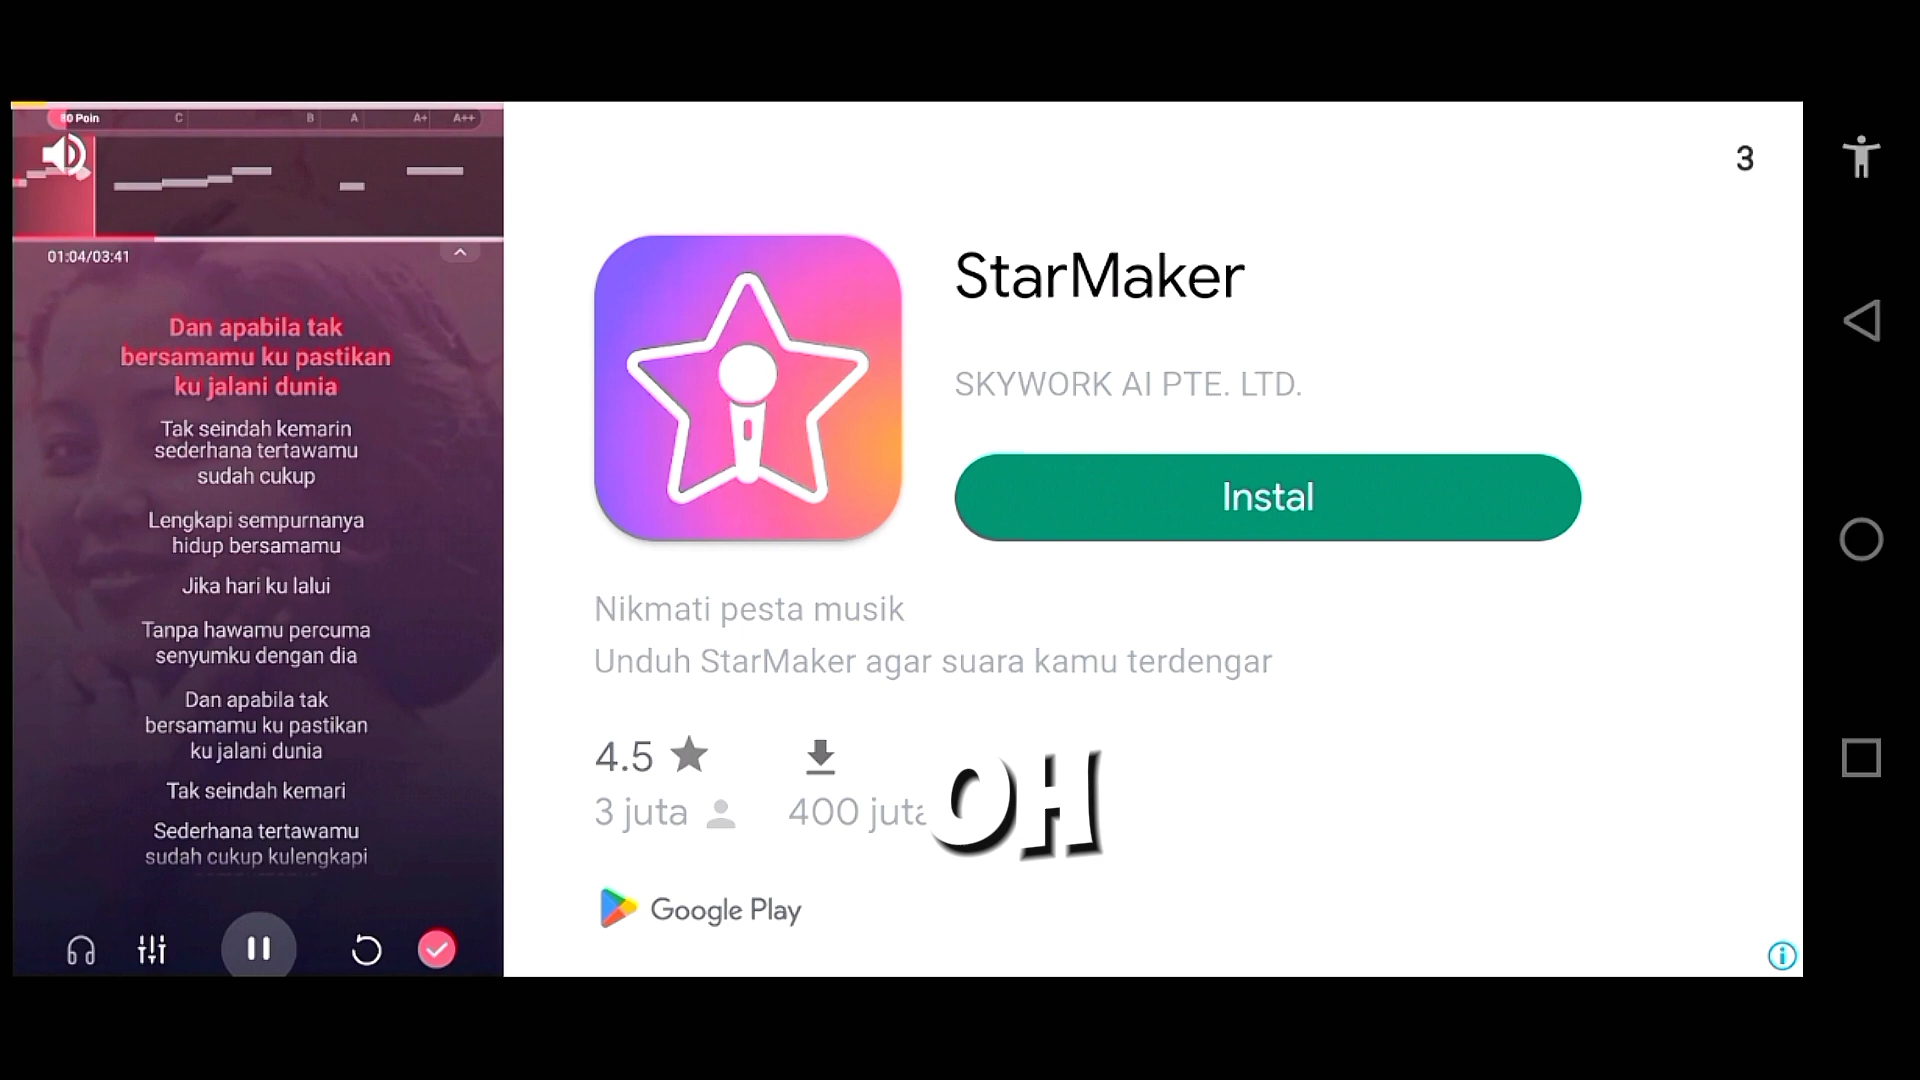 80 Poin
C
B
A
A+
A++
01:04/03:41
Dan apabila tak
bersamamu ku pastikan
ku jalani dunia
Tak seindah kemarin
sederhana tertawamu
sudah cukup
Lengkapi sempurnanya
hidup bersamamu
Jika hari ku lalui
Tanpa hawamu percuma
senyumku dengan dia
Dan apabila tak
bersamamu ku pastikan
ku jalani dunia
Tak seindah kemari
Sederhana tertawamu
sudah cukup kulengkapi
3
StarMaker
SKYWORK AI PTE. LTD.
Instal
Nikmati pesta musik
Unduh StarMaker agar suara kamu terdengar
4.5
3 juta
400 juta
OH
Google Play